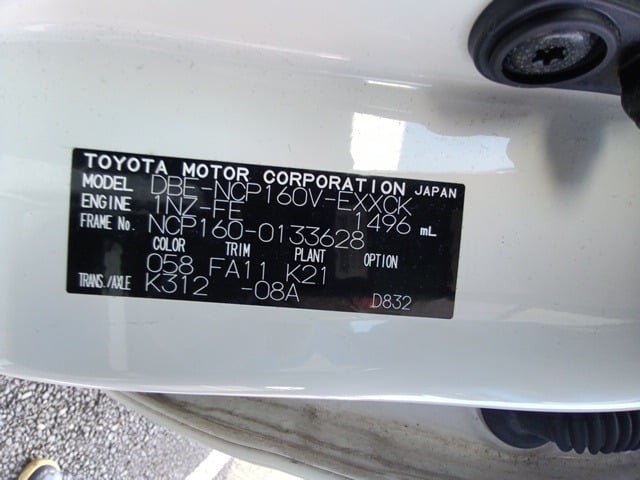 TOYOTA MOTOR CORPORATION JAPAN
MODEL DBE-NCP160V-EXXCK
ENGINE 1NZ-FE 1496 mL
FRAME No. NCP160-0133628
COLOR TRIM PLANT OPTION
058 FA11 K21
TRANS./AXLE K312 -08A D832